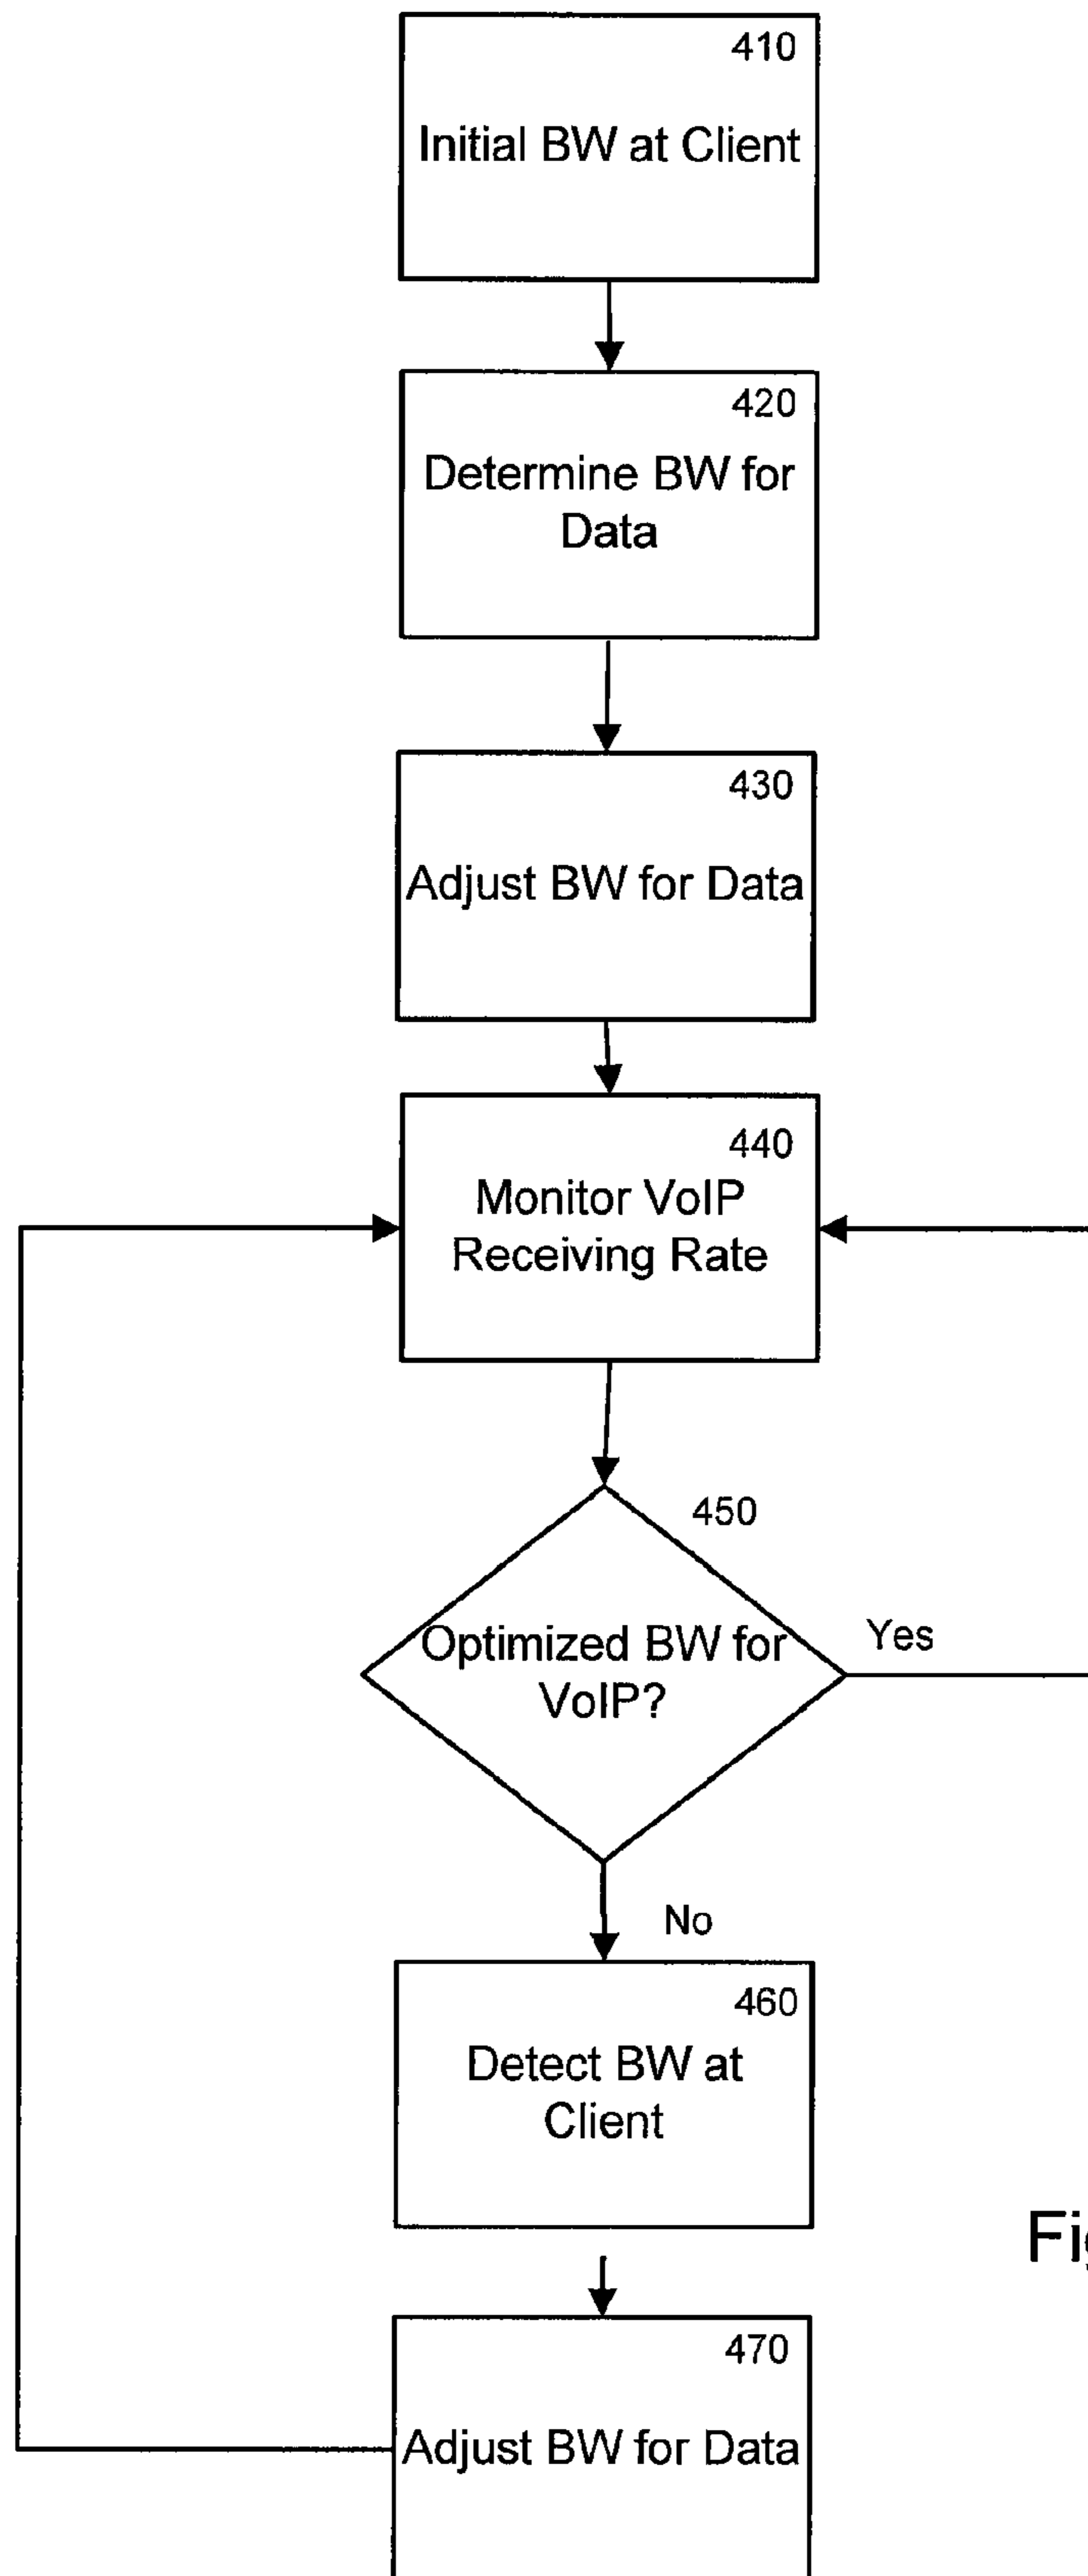 410
Initial BW at Client
420
Determine BW for
Data
430
Adjust BW for Data
440
Monitor VoIP
Receiving Rate
450
Optimized BW for
VoIP?
Yes
No
460
Detect BW at
Client
470
Adjust BW for Data